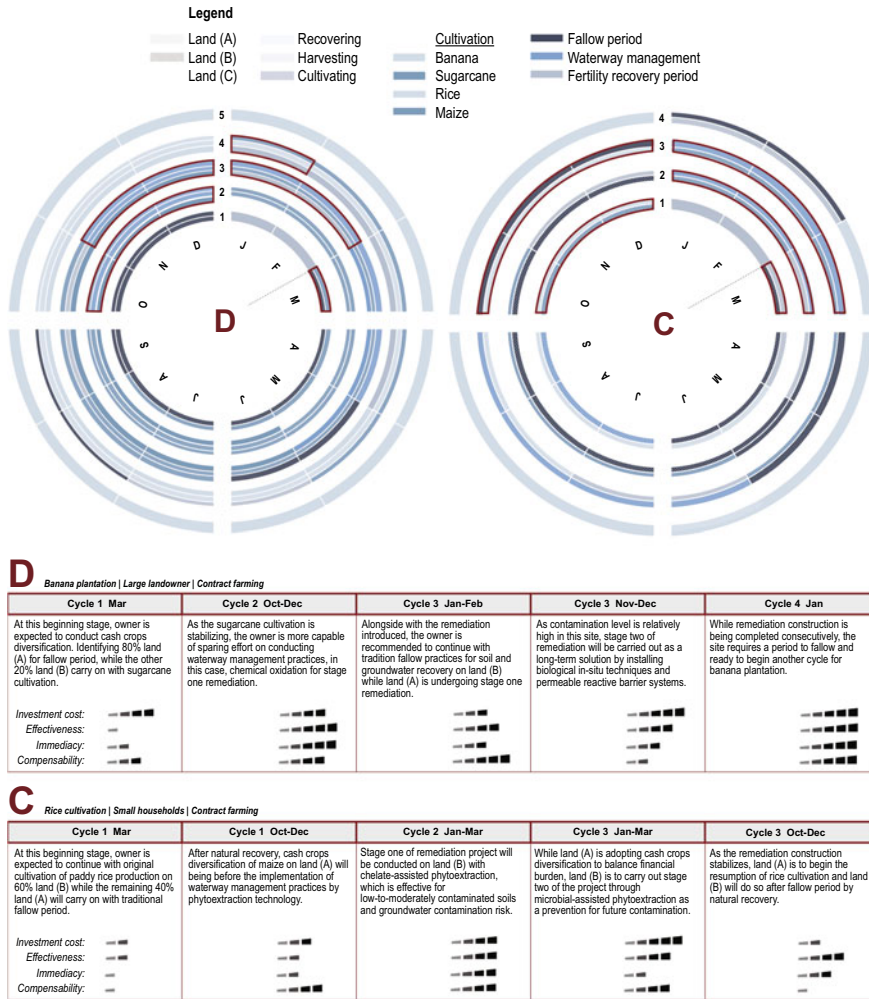 Legend
Land (A)
Land (B)
Land (C)
Recovering
Harvesting
Cultivating
Cultivation
Banana
Sugarcane
Rice
Maize
Fallow period
Waterway management
Fertility recovery period
5
4
3
2
1
J
F
M
A
M
J
J
A
S
O
N
D
D
4
3
2
1
J
F
M
A
M
J
J
A
S
O
N
D
C
D Banana plantation | Large landowner | Contract farming
Cycle 1 Mar
At this beginning stage, owner is
expected to conduct cash crops
diversification. Identifying 80% land
(A) for fallow period, while the other
20% land (B) carry on with sugarcane
cultivation.
Cycle 2 Oct-Dec
As the sugarcane cultivation is
stabilizing, the owner is more capable
of sparing effort on conducting
waterway management practices, in
this case, chemical oxidation for stage
one remediation.
Cycle 3 Jan-Feb
Alongside with the remediation
introduced, the owner is
recommended to continue with
tradition fallow practices for soil and
groundwater recovery on land (B)
while land (A) is undergoing stage one
remediation.
Cycle 3 Nov-Dec
As contamination level is relatively
high in this site, stage two of
remediation will be carried out as a
long-term solution by installing
biological in-situ techniques and
permeable reactive barrier systems.
Cycle 4 Jan
While remediation construction is
being completed consecutively, the
site requires a period to fallow and
ready to begin another cycle for
banana plantation.
Investment cost:
Effectiveness:
Immediacy:
Compensability:
C Rice cultivation | Small households | Contract farming
Cycle 1 Mar
At this beginning stage, owner is
expected to continue with original
cultivation of paddy rice production on
60% land (B) while the remaining 40%
land (A) will carry on with traditional
fallow period.
Cycle 1 Oct-Dec
After natural recovery, cash crops
diversification of maize on land (A) will
being before the implementation of
waterway management practices by
phytoextraction technology.
Cycle 2 Jan-Mar
Stage one of remediation project will
be conducted on land (B) with
chelate-assisted phytoextraction,
which is effective for
low-to-moderately contaminated soils
and groundwater contamination risk.
Cycle 3 Jan-Mar
While land (A) is adopting cash crops
diversification to balance financial
burden, land (B) is to carry out stage
two of the project through
microbial-assisted phytoextraction as
a prevention for future contamination.
Cycle 3 Oct-Dec
As the remediation construction
stabilizes, land (A) is to begin the
resumption of rice cultivation and land
(B) will do so after fallow period by
natural recovery.
Investment cost:
Effectiveness:
Immediacy:
Compensability: